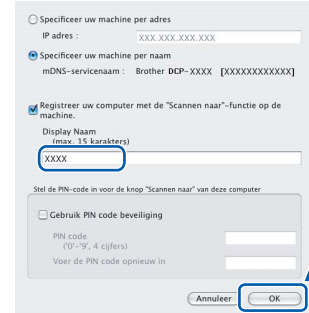 Specificeer uw machine per adres
IP adres : XXX.XXX.XXX.XXX
Specificeer uw machine per naam
mDNS-servicenaam : Brother DCP-XXXX [XXXXXXXXXXXX]
Registreer uw computer met de "Scannen naar"-functie op de
machine.
Display Naam
(max. 15 karakters)
XXXX
Stel de PIN-code in voor de knop "Scannen naar" van deze computer
Gebruik PIN code beveiliging
PIN code
('0'-'9', 4 cijfers)
Voer de PIN code opnieuw in
Annuleer OK